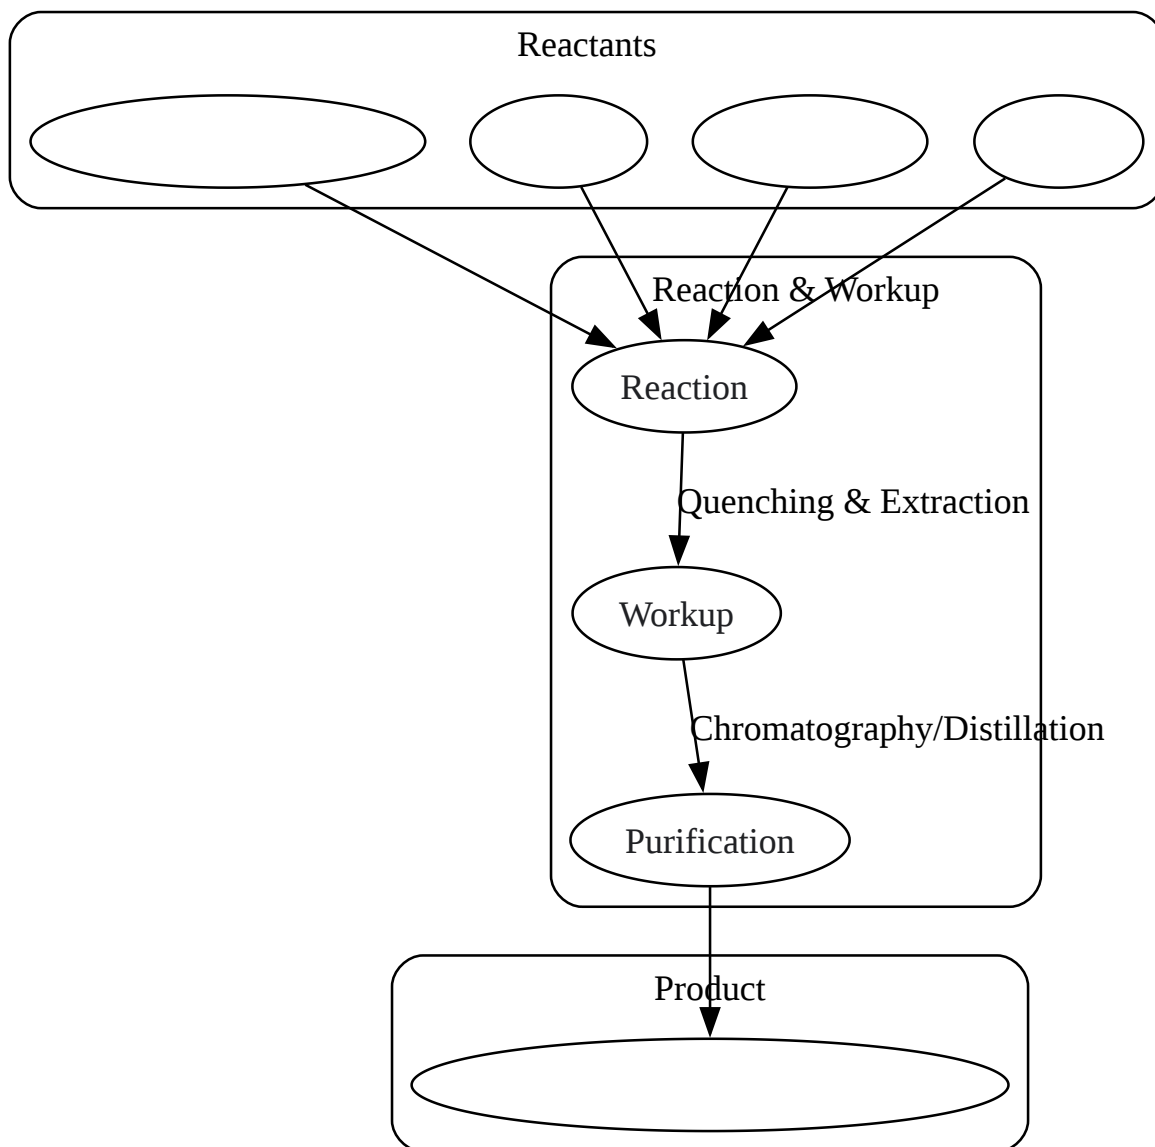 Reactants
Reaction & Workup
Reaction
Quenching & Extraction
Workup
Chromatography/Distillation
Purification
Product